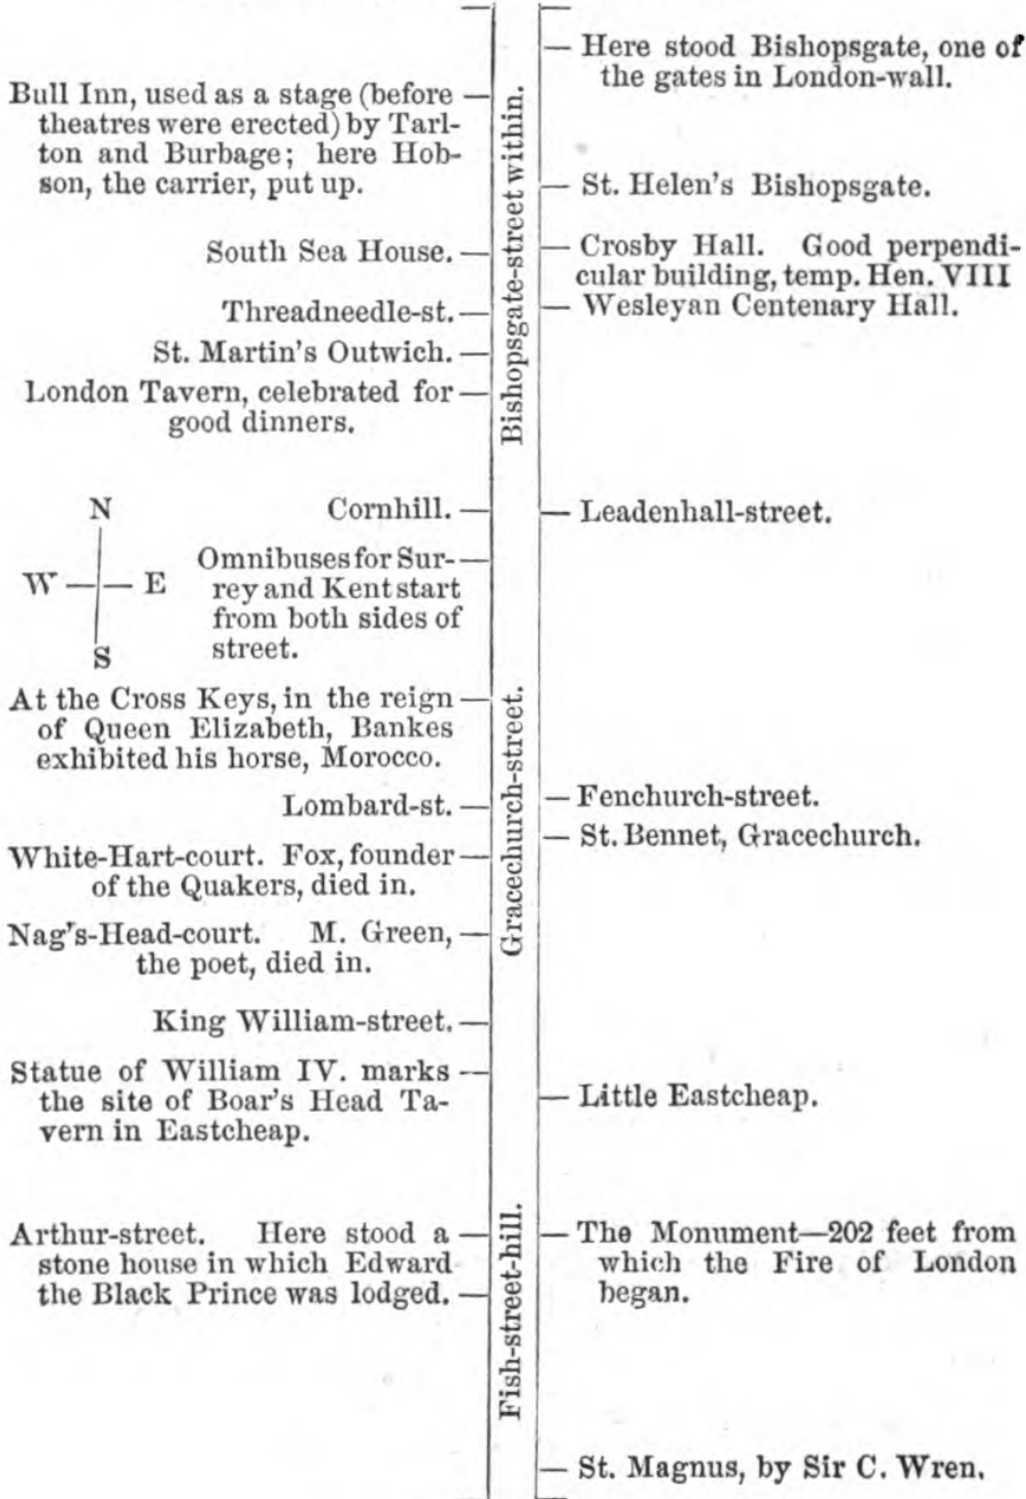 Bull Inn, used as a stage (before
theatres were erected) by Tarl-
ton and Burbage; here Hob-
son, the carrier, put up.
South Sea House.
Threadneedle-st.
St. Martin's Outwich.
London Tavern, celebrated for
good dinners.
Cornhill.
N
W
E
S
Omnibuses for Sur-
rey and Kent start
from both sides of
street.
At the Cross Keys, in the reign
of Queen Elizabeth, Bankes
exhibited his horse, Morocco.
Lombard-st.
White-Hart-court. Fox, founder
of the Quakers, died in.
Nag's-Head-court. M. Green,
the poet, died in.
King William-street.
Statue of William IV. marks
the site of Boar's Head Ta-
vern in Eastcheap.
Arthur-street. Here stood a
stone house in which Edward
the Black Prince was lodged.
Bishopsgate-street within.
Gracechurch-street.
Fish-street-hill.
Here stood Bishopsgate, one of
the gates in London-wall.
St. Helen's Bishopsgate.
Crosby Hall. Good perpendi-
cular building, temp. Hen. VIII
Wesleyan Centenary Hall.
Leadenhall-street.
Fenchurch-street.
St. Bennet, Gracechurch.
Little Eastcheap.
The Monument—202 feet from
which the Fire of London
began.
St. Magnus, by Sir C. Wren.